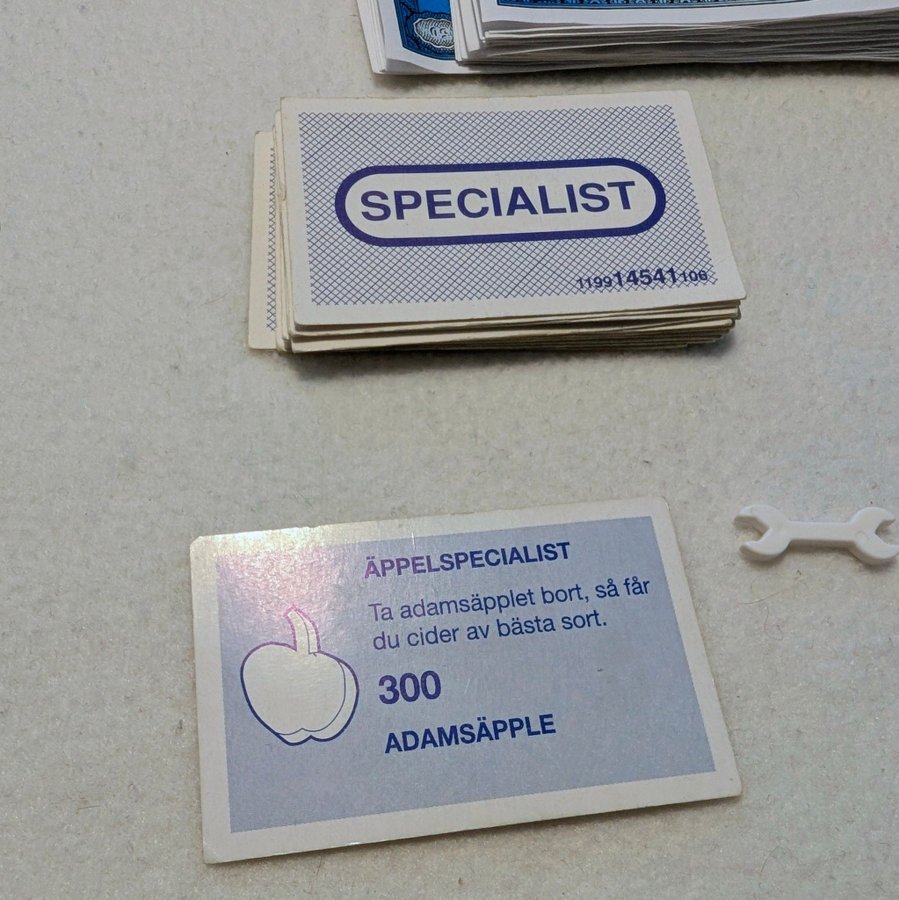 SPECIALIST
119914541106
ÄPPELSPECIALIST
Ta adamsäpplet bort, så får
du cider av bästa sort.
300
ADAMSÄPPLE